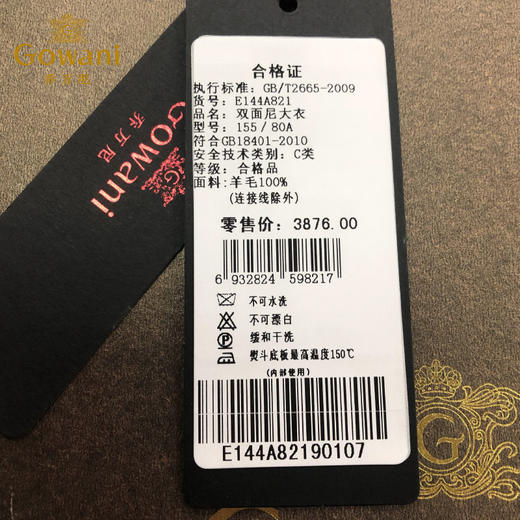 Gowani
乔万尼
Gowani
乔万尼
合格证
执行标准: GB/T2665-2009
货号: E144A821
品名: 双面尼大衣
型号: 155/80A
符合GB18401-2010
安全技术类别: C类
等级: 合格品
面料:羊毛100%
(连接线除外)
零售价: 3876.00
6 932824 598217
不可水洗
不可漂白
缓和干洗
熨斗底板最高温度150℃
(内部使用)
E144A82190107
G